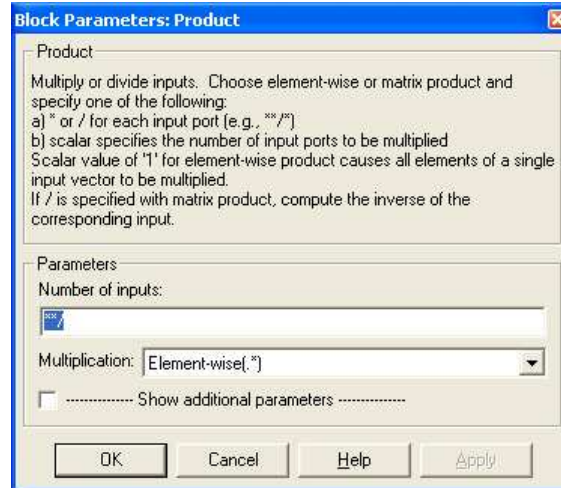 Block Parameters: Product
Product
Multiply or divide inputs. Choose element-wise or matrix product and
specify one of the following:
a) * or / for each input port (e.g., **/*)
b) scalar specifies the number of input ports to be multiplied
Scalar value of '1' for element-wise product causes all elements of a single
input vector to be multiplied.
If / is specified with matrix product, compute the inverse of the
corresponding input.
Parameters
Number of inputs:
**/
Multiplication: Element-wise(.*)
-------------- Show additional parameters --------------
OK Cancel Help Apply